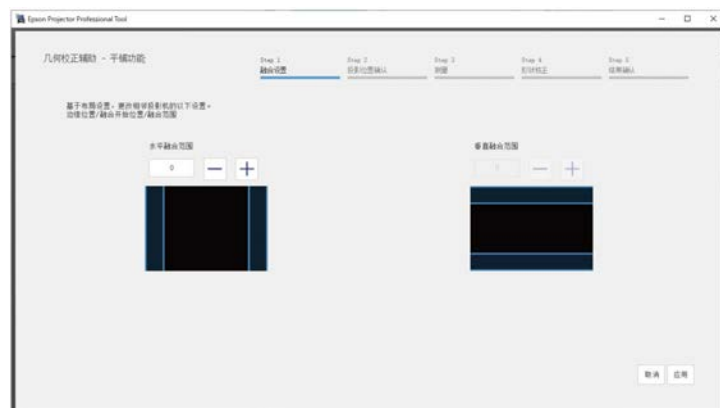 Epson Projector Professional Tool
几何校正辅助 - 平铺功能
Step 1
融合设置
Step 2
投影位置确认
Step 3
测量
Step 4
形状校正
Step 5
结果确认
基于布局设置，更改相邻投影机的以下设置。
边缘位置/融合开始位置/融合范围
水平融合范围
0
垂直融合范围
取消
应用